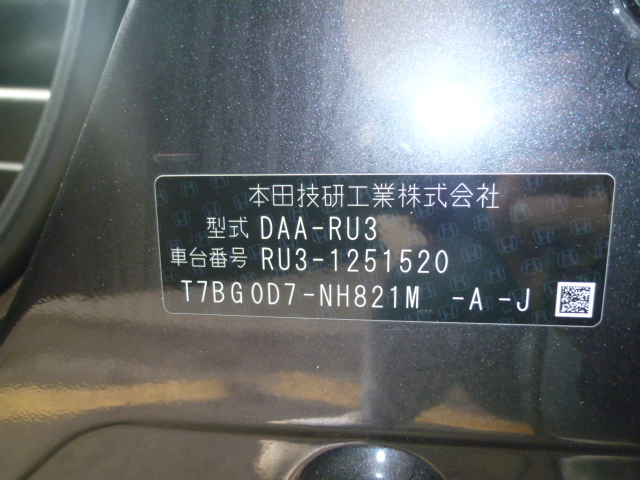 本田技研工業株式会社
型式 DAA-RU3
車台番号 RU3-1251520
T7BG0D7-NH821M -A -J